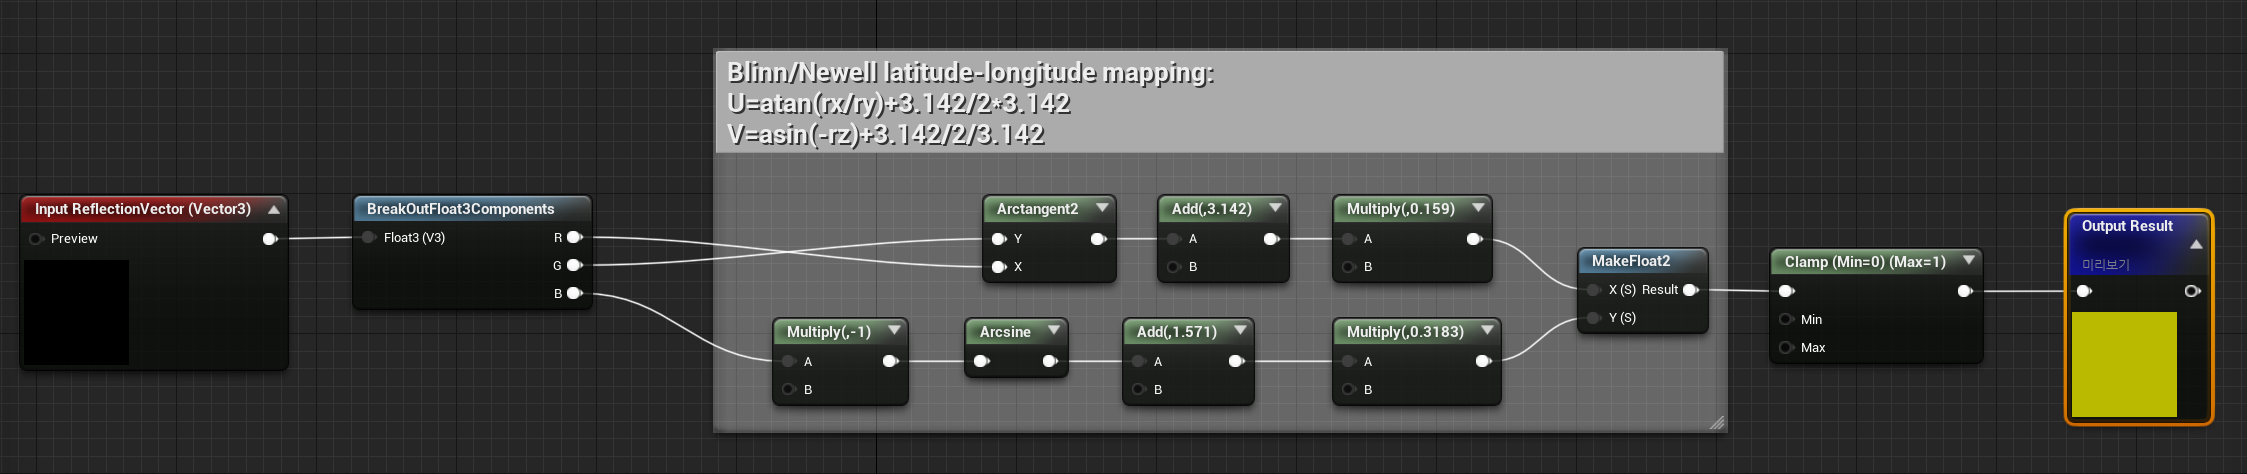 Blinn/Newell latitude-longitude mapping:
U=atan(rx/ry)+3.142/2*3.142
V=asin(-rz)+3.142/2/3.142
Input ReflectionVector (Vector3)
Preview
BreakOutFloat3Components
Float3 (V3)
R
G
B
Arctangent2
Y
X
Add(,3.142)
A
B
Multiply(,0.159)
A
B
Multiply(,-1)
A
B
Arcsine
Add(,1.571)
A
B
Multiply(,0.3183)
A
B
MakeFloat2
X (S) Result
Y (S)
Clamp (Min=0) (Max=1)
Min
Max
Output Result
미리보기